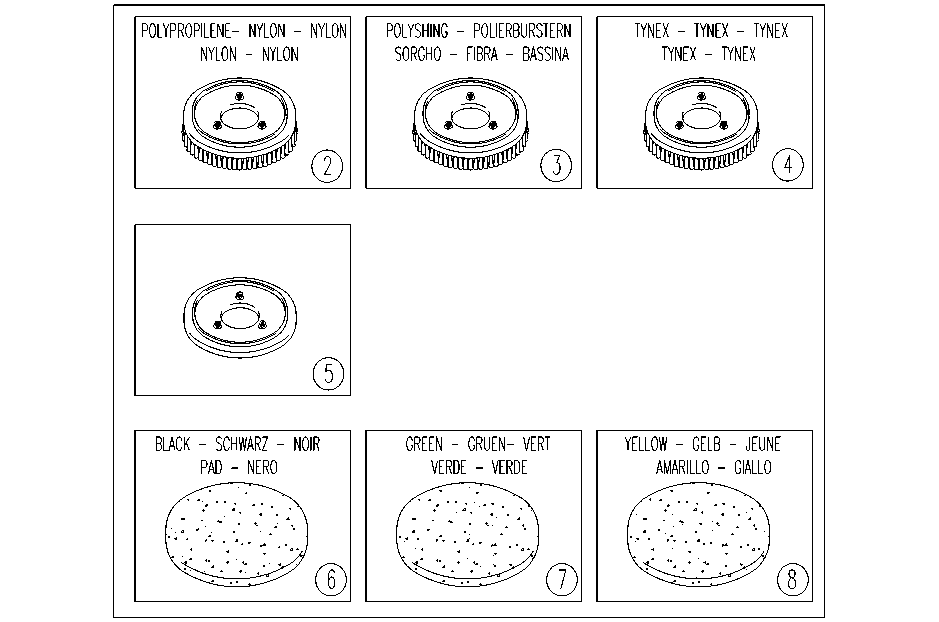 POLYPROPILENE- NYLON - NYLON
NYLON - NYLON
2
POLYSHING - POLIERBURSTERN
SORGHO - FIBRA - BASSINA
3
TYNEX - TYNEX - TYNEX
TYNEX - TYNEX
4
5
BLACK - SCHWARZ - NOIR
PAD - NERO
6
GREEN - GRUEN- VERT
VERDE - VERDE
7
YELLOW - GELB - JEUNE
AMARILLO - GIALLO
8